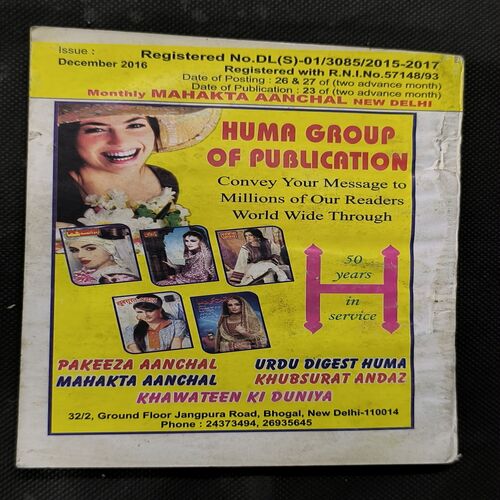 Issue :
December 2016
Registered No.DL(S)-01/3085/2015-2017
Registered with R.N.I.No.57148/93
Date of Posting : 26 & 27 of (two advance month)
Date of Publication : 23 of (two advance month)
Monthly MAHAKTA AANCHAL NEW DELHI
HUMA GROUP
OF PUBLICATION
Convey Your Message to
Millions of Our Readers
World Wide Through
50
years
in
service
PAKEEZA AANCHAL
URDU DIGEST HUMA
MAHAKTA AANCHAL
KHUBSURAT ANDAZ
KHAWATEEN KI DUNIYA
32/2, Ground Floor Jangpura Road, Bhogal, New Delhi-110014
Phone : 24373494, 26935645